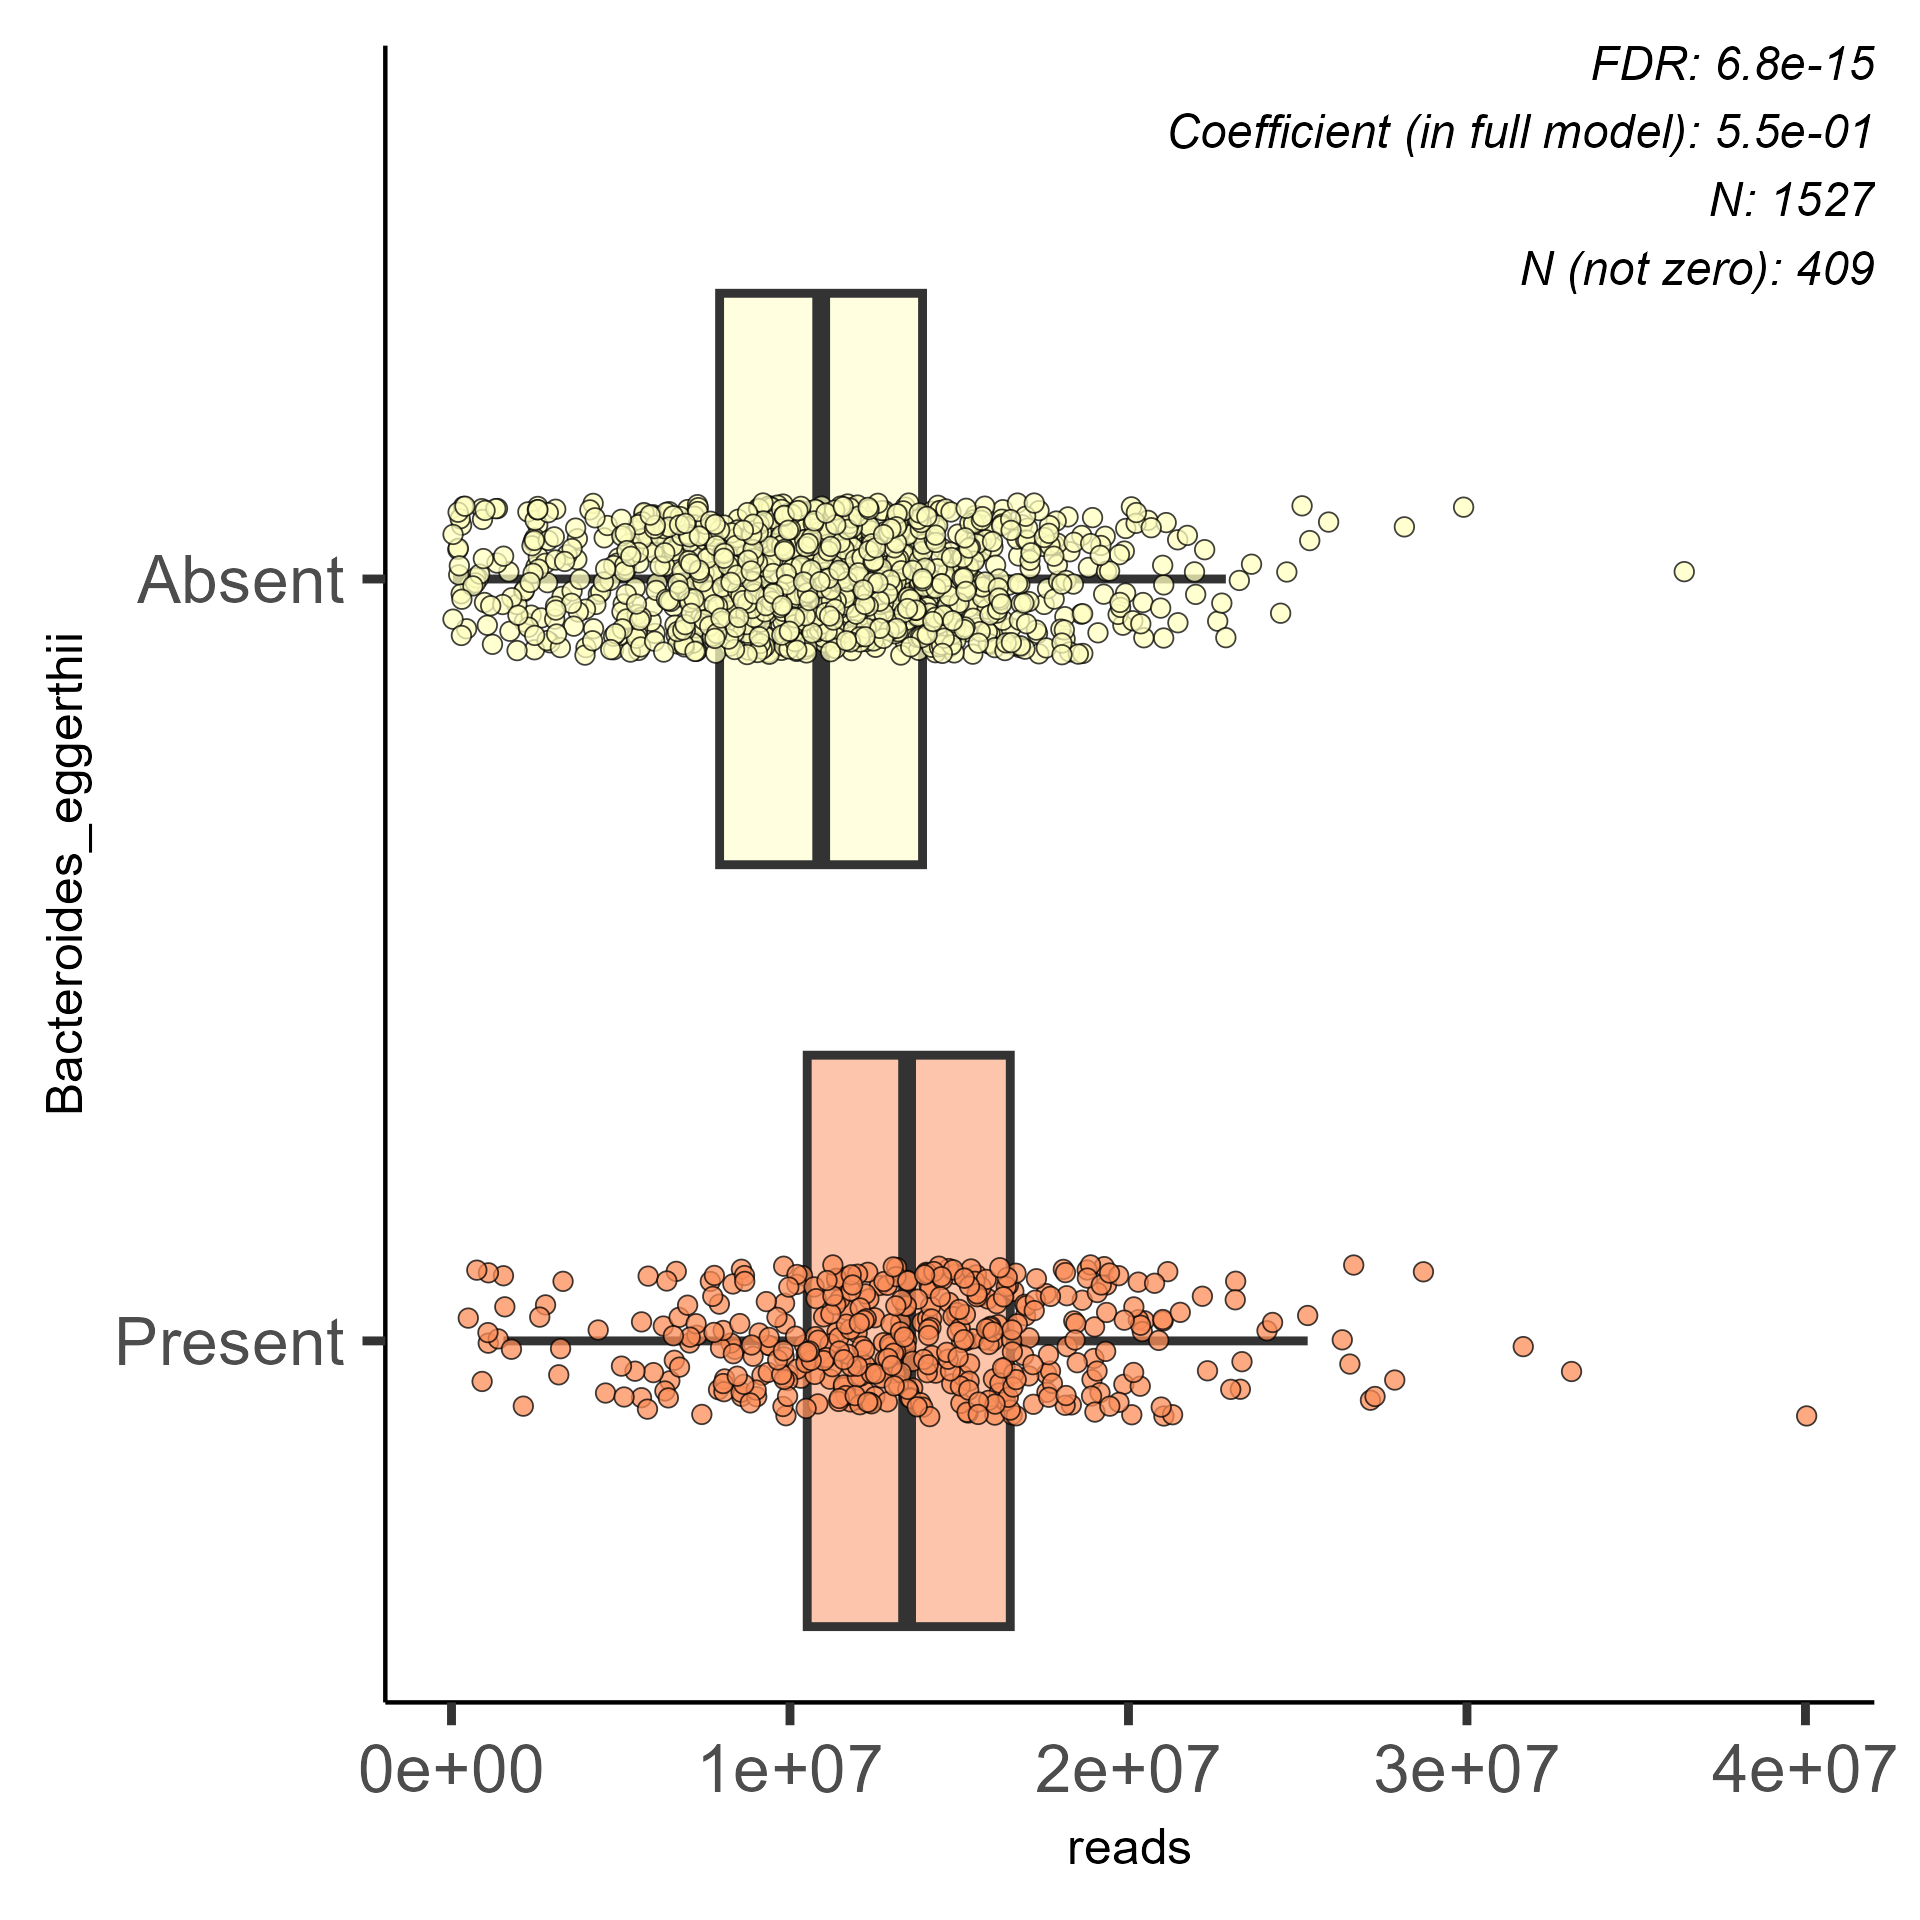 FDR: 6.8e-15
Coefficient (in full model): 5.5e-01
N: 1527
N (not zero): 409
Bacteroides_eggerthii
Absent
Present
0e+00 1e+07 2e+07 3e+07 4e+07
reads